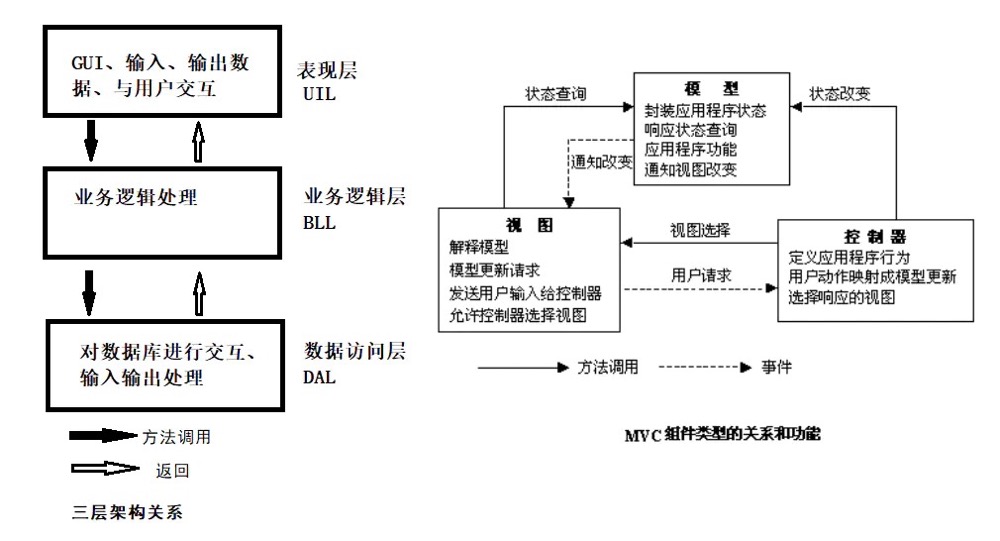 GUI、输入、输出数
据、与用户交互
表现层
UIL
业务逻辑处理
业务逻辑层
BLL
对数据库进行交互、
输入输出处理
数据访问层
DAL
方法调用
返回
三层架构关系
状态查询
模 型
封装应用程序状态
响应状态查询
应用程序功能
通知视图改变
状态改变
通知改变
视 图
解释模型
模型更新请求
发送用户输入给控制器
允许控制器选择视图
视图选择
用户请求
控 制 器
定义应用程序行为
用户动作映射成模型更新
选择响应的视图
方法调用
事件
MVC组件类型的关系和功能